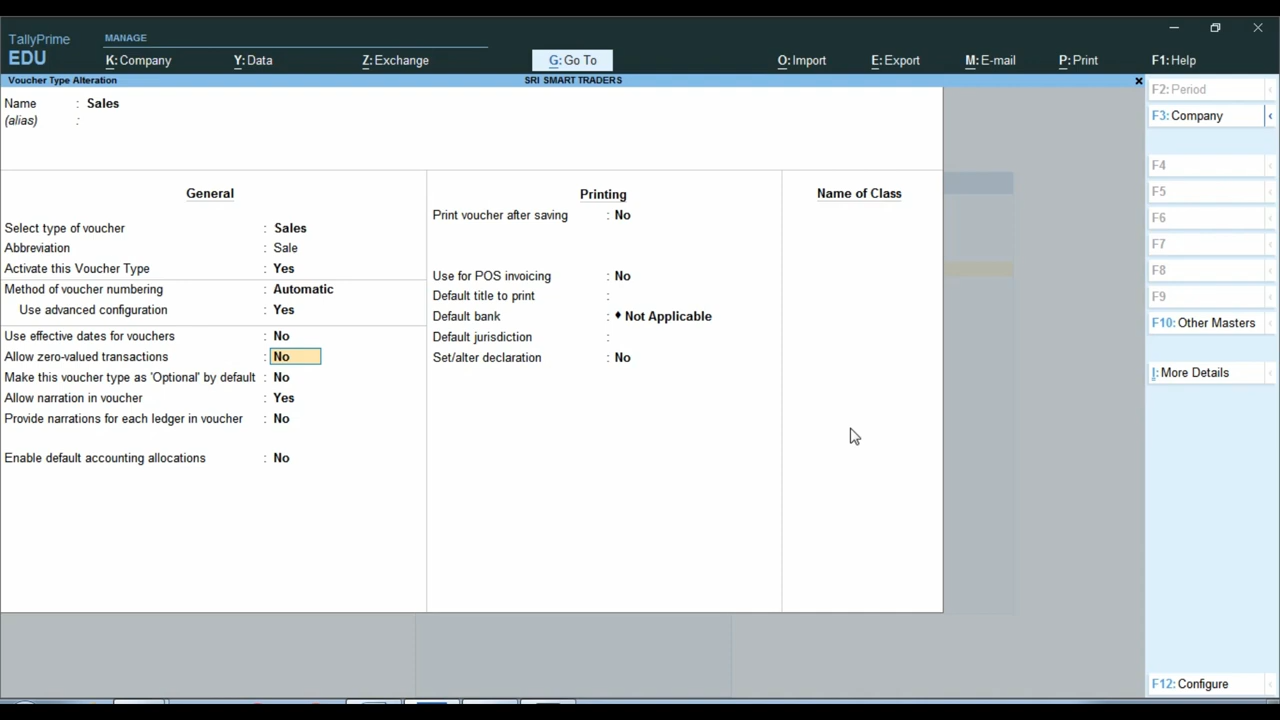 TallyPrime
EDU
MANAGE
K: Company
Y: Data
Z: Exchange
G: Go To
O: Import
E: Export
M: E-mail
P: Print
F1: Help
Voucher Type Alteration
SRI SMART TRADERS
×
Name : Sales
(alias) :
General
Select type of voucher : Sales
Abbreviation : Sale
Activate this Voucher Type : Yes
Method of voucher numbering : Automatic
Use advanced configuration : Yes
Use effective dates for vouchers : No
Allow zero-valued transactions : No
Make this voucher type as 'Optional' by default : No
Allow narration in voucher : Yes
Provide narrations for each ledger in voucher : No
Enable default accounting allocations : No
Printing
Print voucher after saving : No
Use for POS invoicing : No
Default title to print :
Default bank : ♦ Not Applicable
Default jurisdiction :
Set/alter declaration : No
Name of Class
F2: Period
F3: Company
F4
F5
F6
F7
F8
F9
F10: Other Masters
I: More Details
F12: Configure